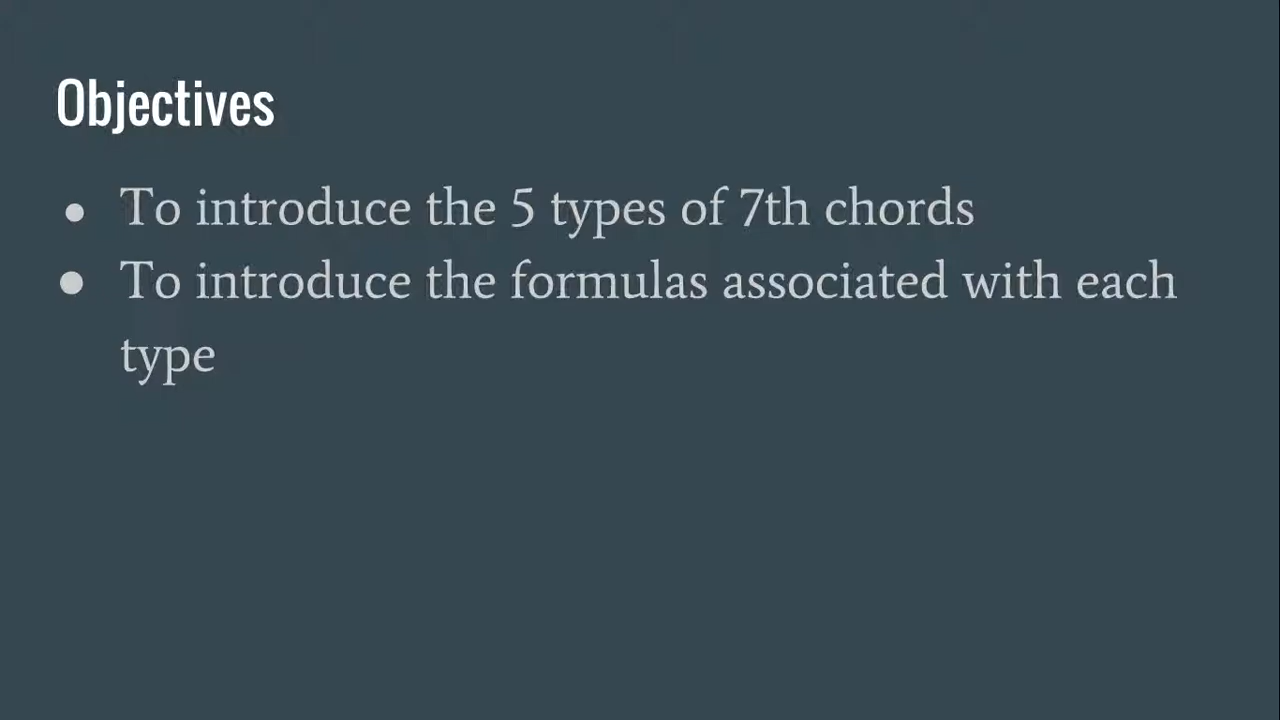 Objectives
● To introduce the 5 types of 7th chords
● To introduce the formulas associated with each
type